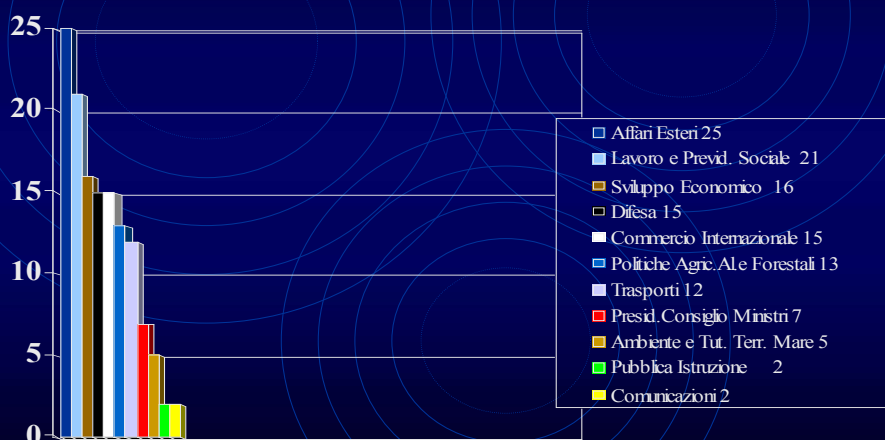 25
20
15
10
5
0
Affari Esteri 25
Lavoro e Previd. Sociale 21
Sviluppo Economico 16
Difesa 15
Commercio Internazionale 15
Politiche Agric.Al.e Forestali 13
Trasporti 12
Presid.Consiglio Ministri 7
Ambiente e Tut. Terr. Mare 5
Pubblica Istruzione 2
Comunicazioni 2